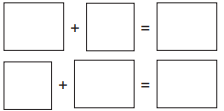 + =
+ =